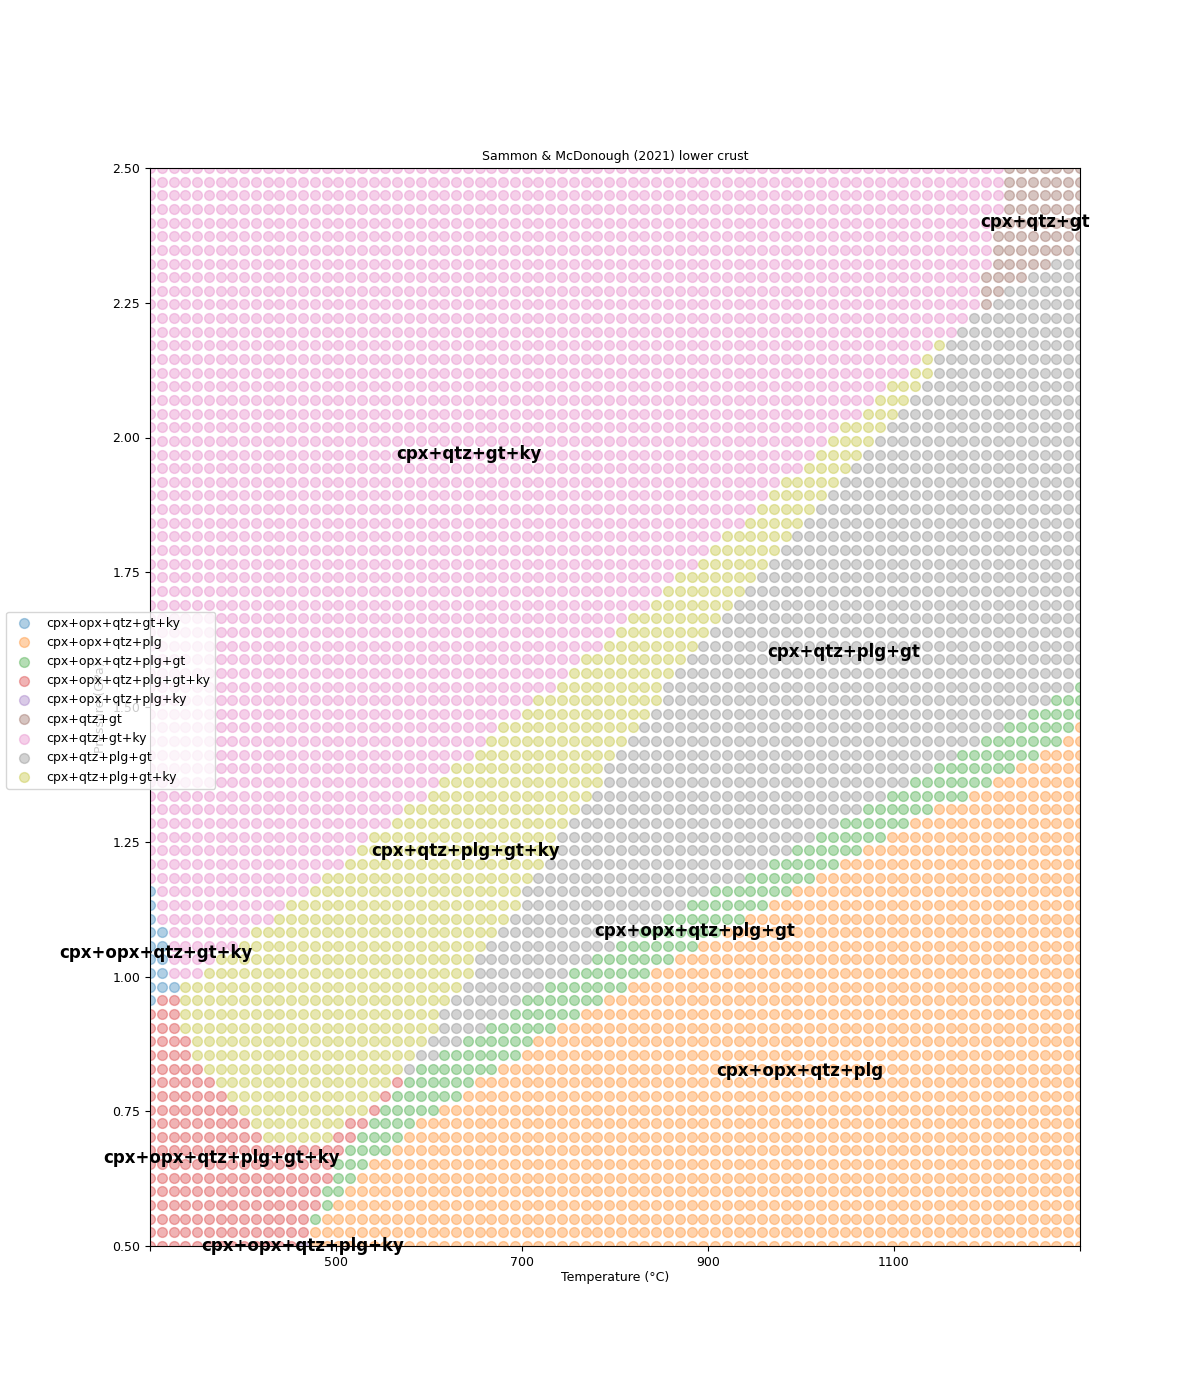 Sammon & McDonough (2021) lower crust
2.50
cpx+qtz+gt
2.25
2.00
cpx+qtz+gt+ky
1.75
cpx+qtz+plg+gt
cpx+opx+qtz+gt+ky
cpx+opx+qtz+plg
cpx+opx+qtz+plg+gt
cpx+opx+qtz+plg+gt+ky
cpx+opx+qtz+plg+ky
cpx+qtz+gt
cpx+qtz+gt+ky
cpx+qtz+plg+gt
cpx+qtz+plg+gt+ky
1.50
1.25
cpx+qtz+plg+gt+ky
cpx+opx+qtz+plg+gt
cpx+opx+qtz+gt+ky
1.00
cpx+opx+qtz+plg
0.75
cpx+opx+qtz+plg+gt+ky
cpx+opx+qtz+plg+ky
0.50
500
700
900
1100
Temperature (°C)